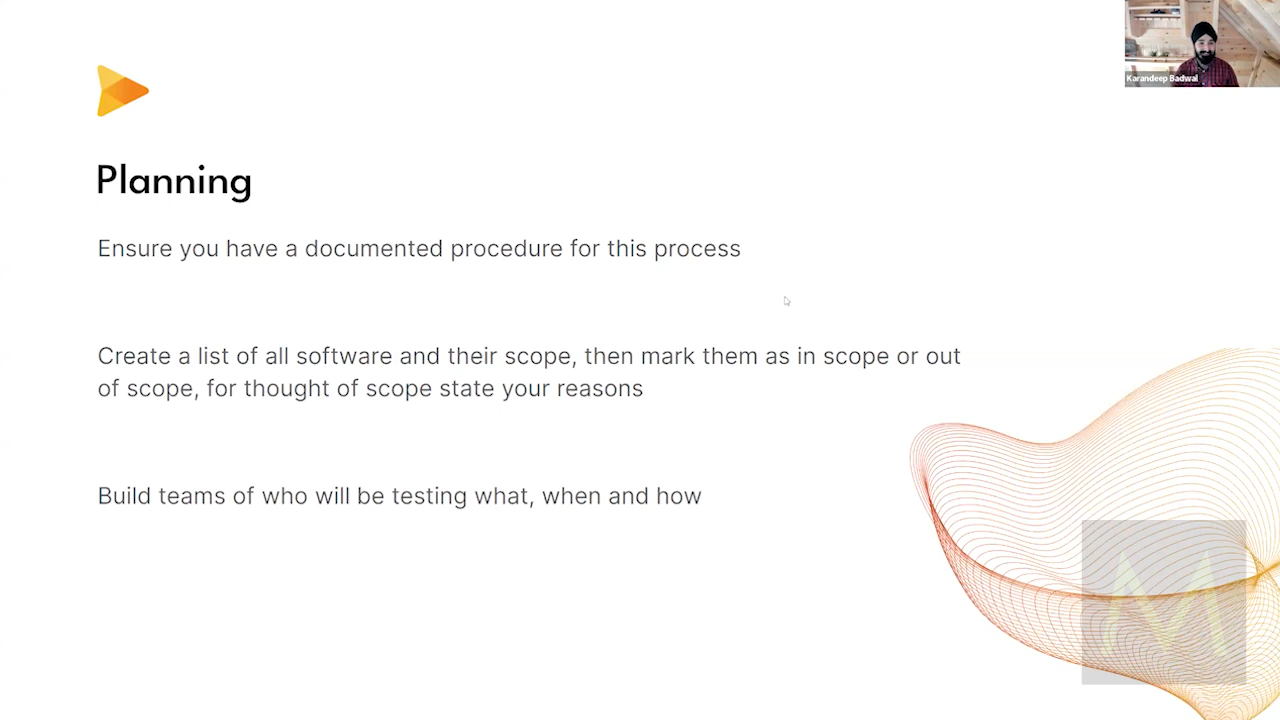 Karandeep Badwal
Planning
Ensure you have a documented procedure for this process
Create a list of all software and their scope, then mark them as in scope or out
of scope, for thought of scope state your reasons
Build teams of who will be testing what, when and how
M